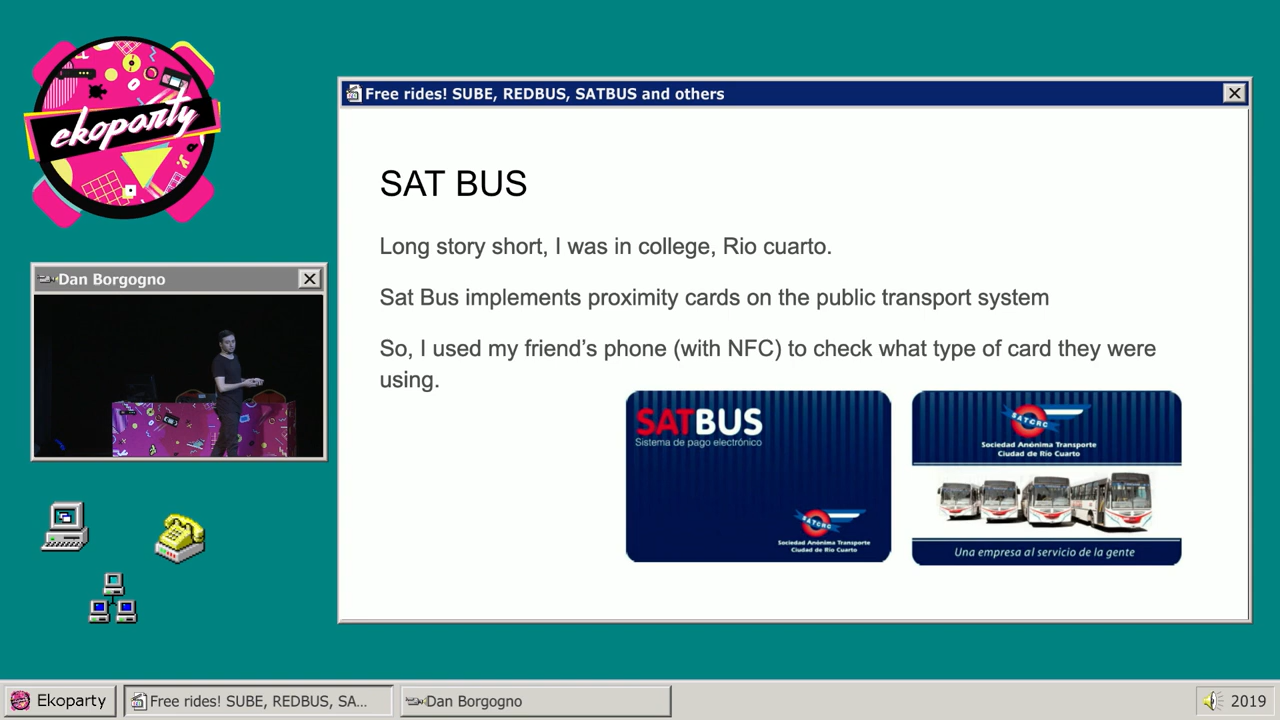 ekoparty
Free rides! SUBE, REDBUS, SATBUS and others
SAT BUS
Long story short, I was in college, Rio cuarto.
Sat Bus implements proximity cards on the public transport system
So, I used my friend's phone (with NFC) to check what type of card they were
using.
SATBUS
Sistema de pago electrónico
SATCRC
Sociedad Anónima Transporte
Ciudad de Río Cuarto
SATCRC
Sociedad Anónima Transporte
Ciudad de Río Cuarto
Una empresa al servicio de la gente
Dan Borgogno
Ekoparty
Free rides! SUBE, REDBUS, SA...
Dan Borgogno
2019